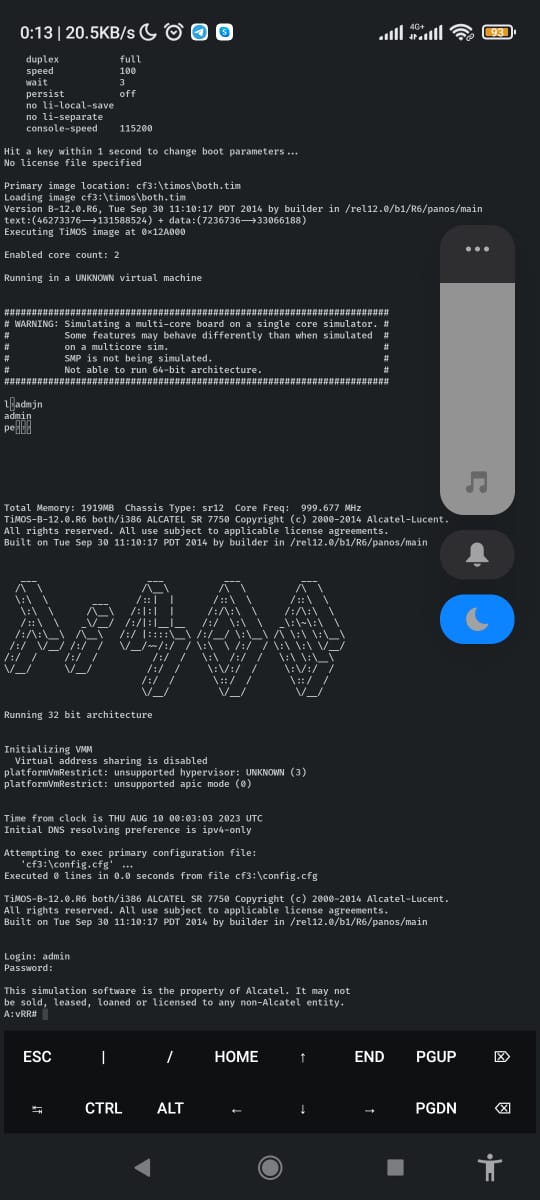 0:13 | 20.5KB/s 4G+ 93
duplex full
speed 100
wait 3
persist off
no li-local-save
no li-separate
console-speed 115200
Hit a key within 1 second to change boot parameters...
No license file specified
Primary image location: cf3:\timos\both.tim
Loading image cf3:\timos\both.tim
Version B-12.0.R6, Tue Sep 30 11:10:17 PDT 2014 by builder in /rel12.0/b1/R6/panos/main
text:(46273376-->131588524) + data:(7236736-->33066188)
Executing TiMOS image at 0x12A000
Enabled core count: 2
Running in a UNKNOWN virtual machine
#######################################################################
# WARNING: Simulating a multi-core board on a single core simulator. #
# Some features may behave differently than when simulated #
# on a multicore sim. #
# SMP is not being simulated. #
# Not able to run 64-bit architecture. #
#######################################################################
l admjn
admin
pe
Total Memory: 1919MB Chassis Type: sr12 Core Freq: 999.677 MHz
TiMOS-B-12.0.R6 both/i386 ALCATEL SR 7750 Copyright (c) 2000-2014 Alcatel-Lucent.
All rights reserved. All use subject to applicable license agreements.
Built on Tue Sep 30 11:10:17 PDT 2014 by builder in /rel12.0/b1/R6/panos/main
Running 32 bit architecture
Initializing VMM
Virtual address sharing is disabled
platformVmRestrict: unsupported hypervisor: UNKNOWN (3)
platformVmRestrict: unsupported apic mode (0)
Time from clock is THU AUG 10 00:03:03 2023 UTC
Initial DNS resolving preference is ipv4-only
Attempting to exec primary configuration file:
'cf3:\config.cfg' ...
Executed 0 lines in 0.0 seconds from file cf3:\config.cfg
TiMOS-B-12.0.R6 both/i386 ALCATEL SR 7750 Copyright (c) 2000-2014 Alcatel-Lucent.
All rights reserved. All use subject to applicable license agreements.
Built on Tue Sep 30 11:10:17 PDT 2014 by builder in /rel12.0/b1/R6/panos/main
Login: admin
Password:
This simulation software is the property of Alcatel. It may not
be sold, leased, loaned or licensed to any non-Alcatel entity.
A:vRR#
ESC | / HOME ↑ END PGUP ⌦
↹ CTRL ALT ← ↓ → PGDN ⌫